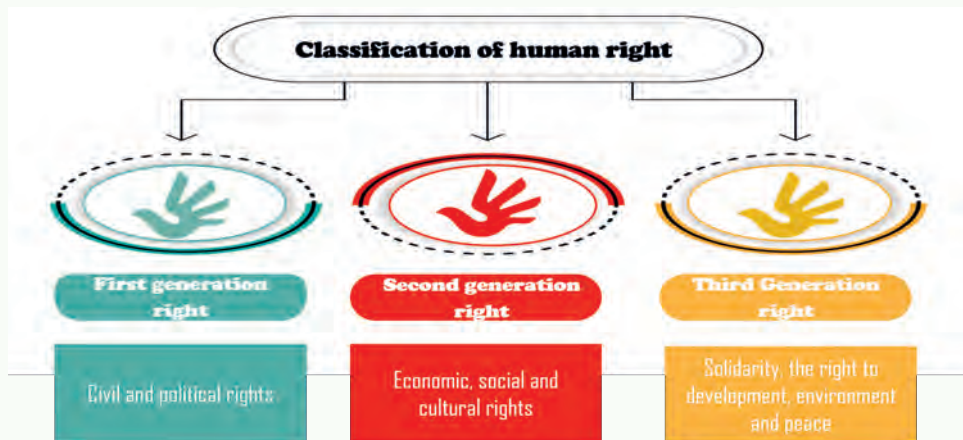 Classification of human right
First generation
right
Second generation
right
Third Generation
right
Civil and political rights
Economic, social and
cultural rights
Solidarity, the right to
development, environment
and peace